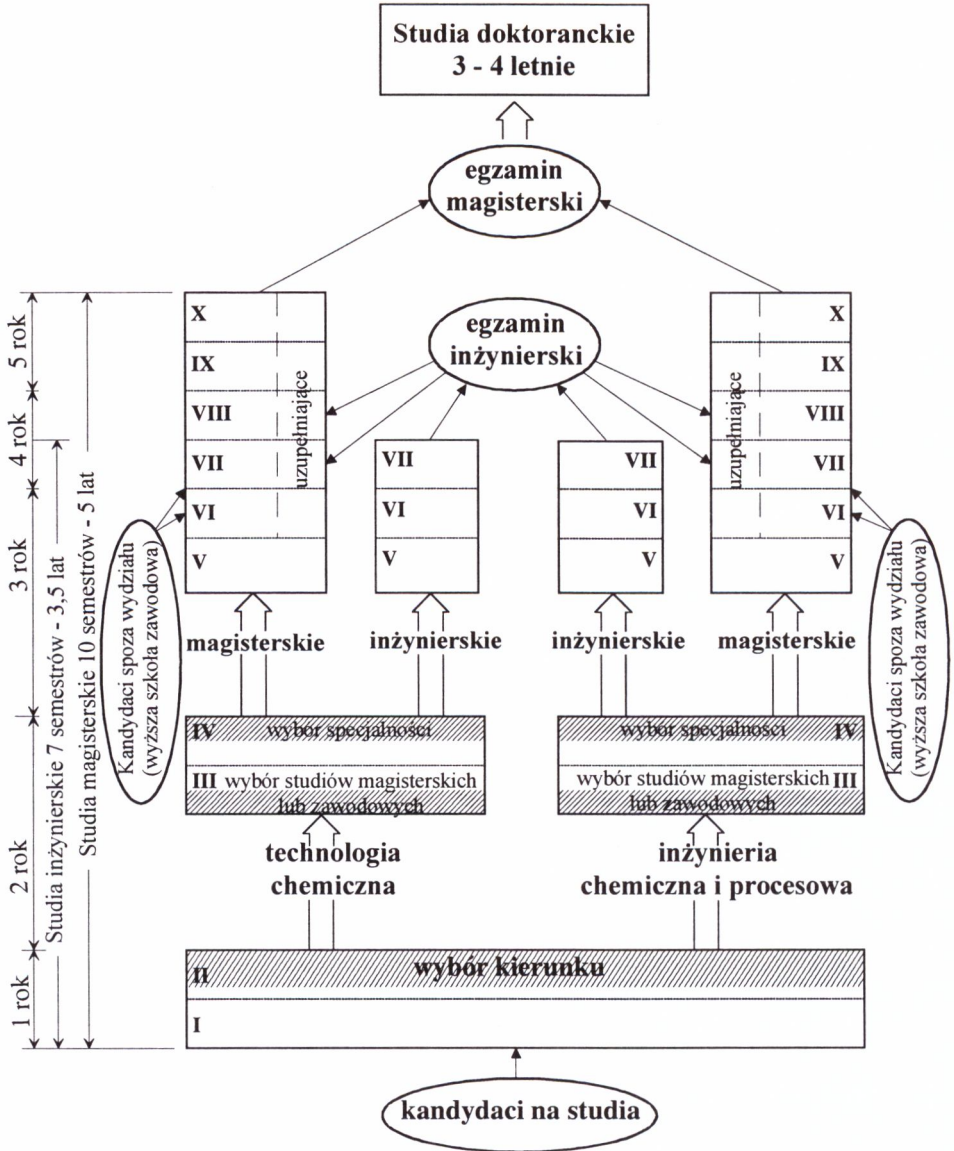 Studia doktoranckie
3 - 4 letnie
egzamin
magisterski
egzamin
inżynierski
X
IX
VIII
VII
VI
V
uzupełniające
VII
VI
V
VII
VI
V
X
IX
VIII
VII
VI
V
uzupełniające
5 rok
4 rok
3 rok
2 rok
1 rok
Studia inżynierskie 7 semestrów - 3,5 lat
Studia magisterskie 10 semestrów - 5 lat
Kandydaci spoza wydziału
(wyższa szkoła zawodowa)
Kandydaci spoza wydziału
(wyższa szkoła zawodowa)
magisterskie
inżynierskie
inżynierskie
magisterskie
IV wybór specjalności
III wybór studiów magisterskich
lub zawodowych
wybór specjalności IV
wybór studiów magisterskich III
lub zawodowych
technologia
chemiczna
inżynieria
chemiczna i procesowa
II wybór kierunku
I
kandydaci na studia